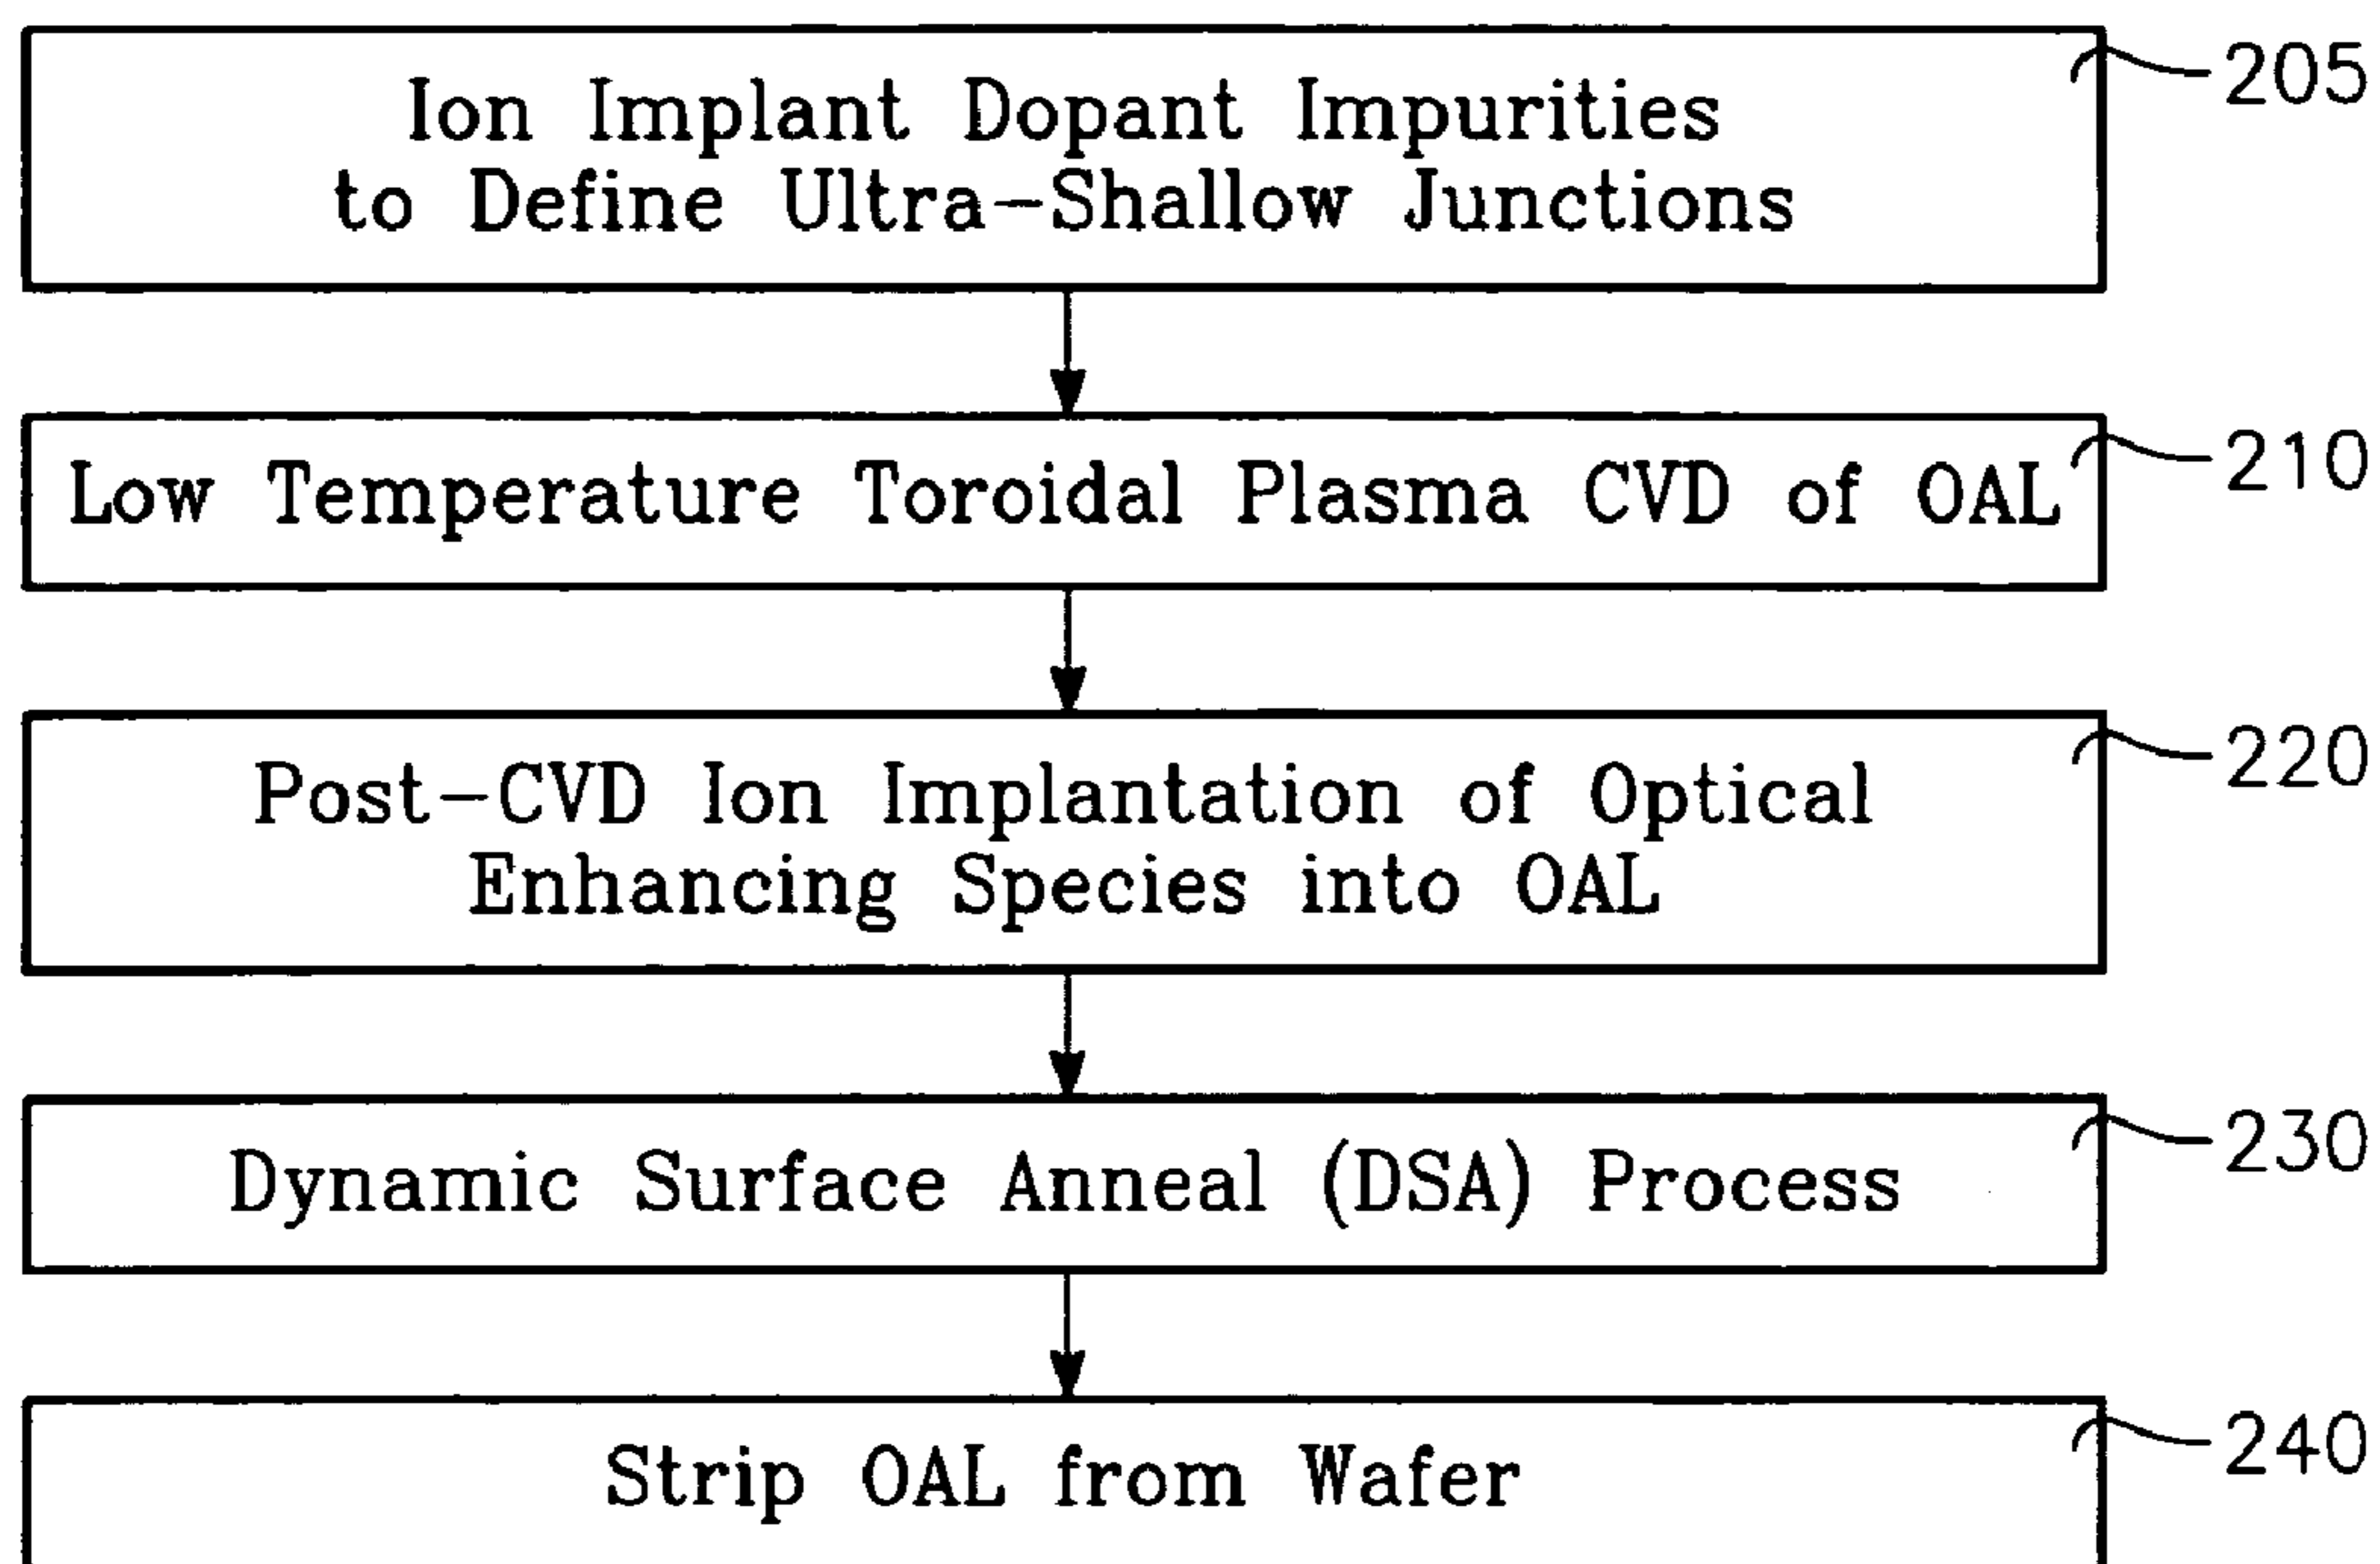 Ion Implant Dopant Impurities
to Define Ultra-Shallow Junctions
205
Low Temperature Toroidal Plasma CVD of OAL
210
Post-CVD Ion Implantation of Optical
Enhancing Species into OAL
220
Dynamic Surface Anneal (DSA) Process
230
Strip OAL from Wafer
240